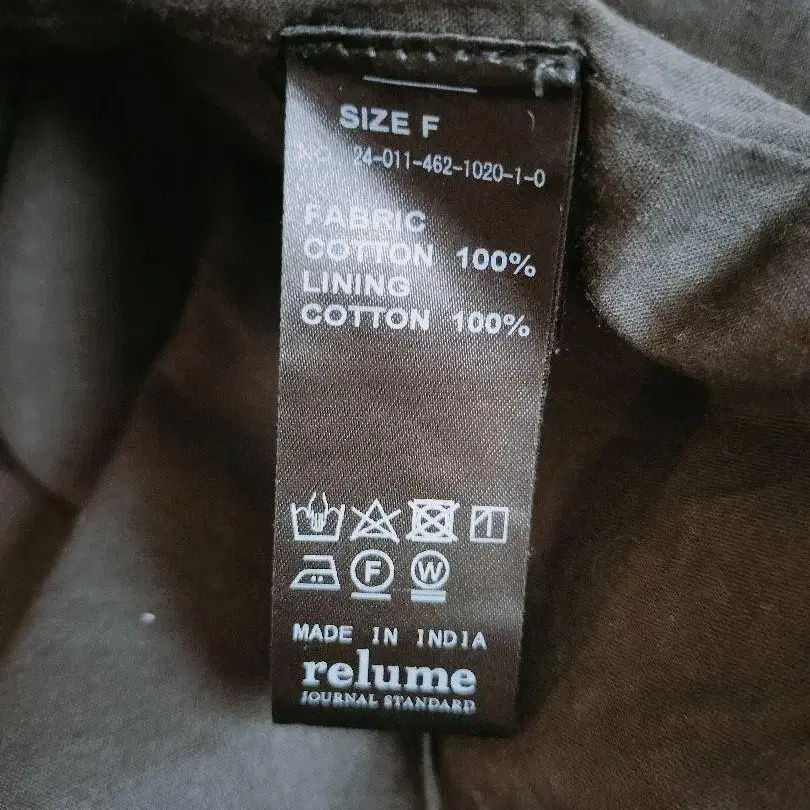 SIZE F
24-011-462-1020-1-0
FABRIC
COTTON 100%
LINING
COTTON 100%
F W
MADE IN INDIA
relume
JOURNAL STANDARD